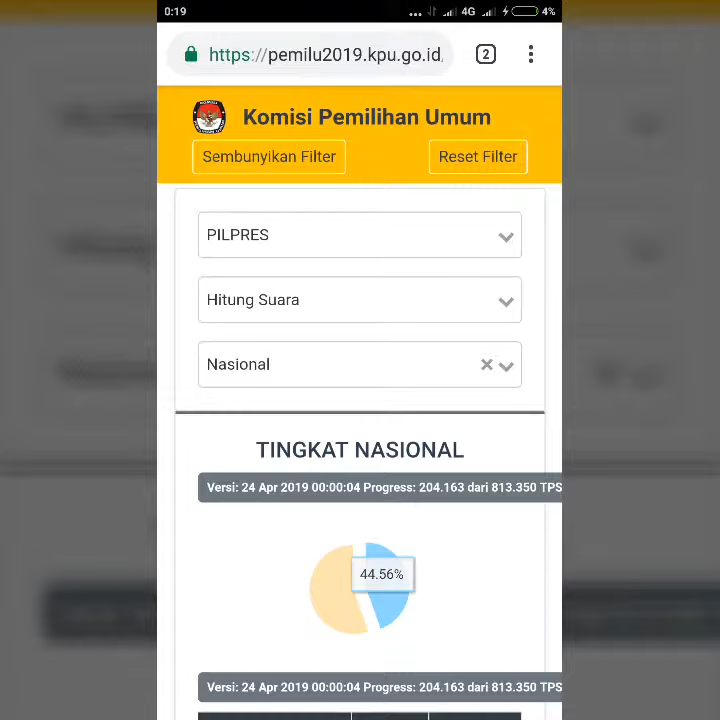 0:19 ... 4G 4%
https://pemilu2019.kpu.go.id, 2
Komisi Pemilihan Umum
Sembunyikan Filter Reset Filter
PILPRES
Hitung Suara
Nasional
TINGKAT NASIONAL
Versi: 24 Apr 2019 00:00:04 Progress: 204.163 dari 813.350 TPS
44.56%
Versi: 24 Apr 2019 00:00:04 Progress: 204.163 dari 813.350 TPS